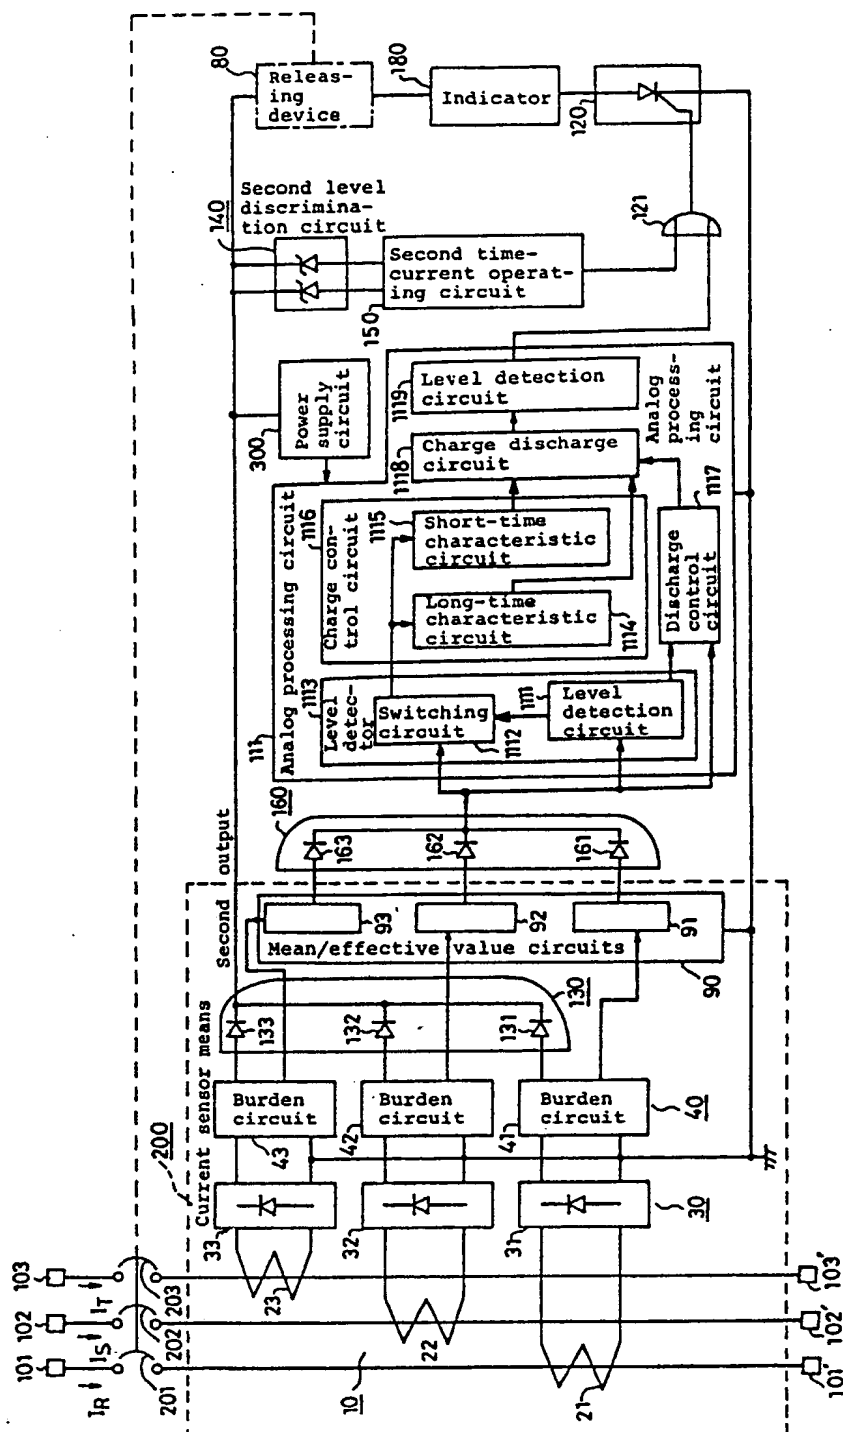 101
102
103
IR
IS
IT
201
202
203
10
21
22
23
101'
102'
103'
200
Current sensor means
33
32
31
30
43
Burden
circuit
42
Burden
circuit
41
Burden
circuit
40
133
132
131
130
Second output
93
92
91
Mean/effective value circuits
90
160
163
162
161
111
Analog processing circuit
1113
Level
detec-
tor
Switching
circuit
1112
1111
Level
detection
circuit
1116
Charge con-
trol circuit
1115
Short-time
characteristic
circuit
Long-time
characteristic
circuit
1114
1117
Discharge
control
circuit
1118
Charge discharge
circuit
1119
Level detection
circuit
Analog
process-
ing
circuit
300
Power
supply
circuit
Second level
discrimina-
tion circuit
140
150
Second time-
current operat-
ing circuit
121
80
Releas-
ing
device
180
Indicator
120